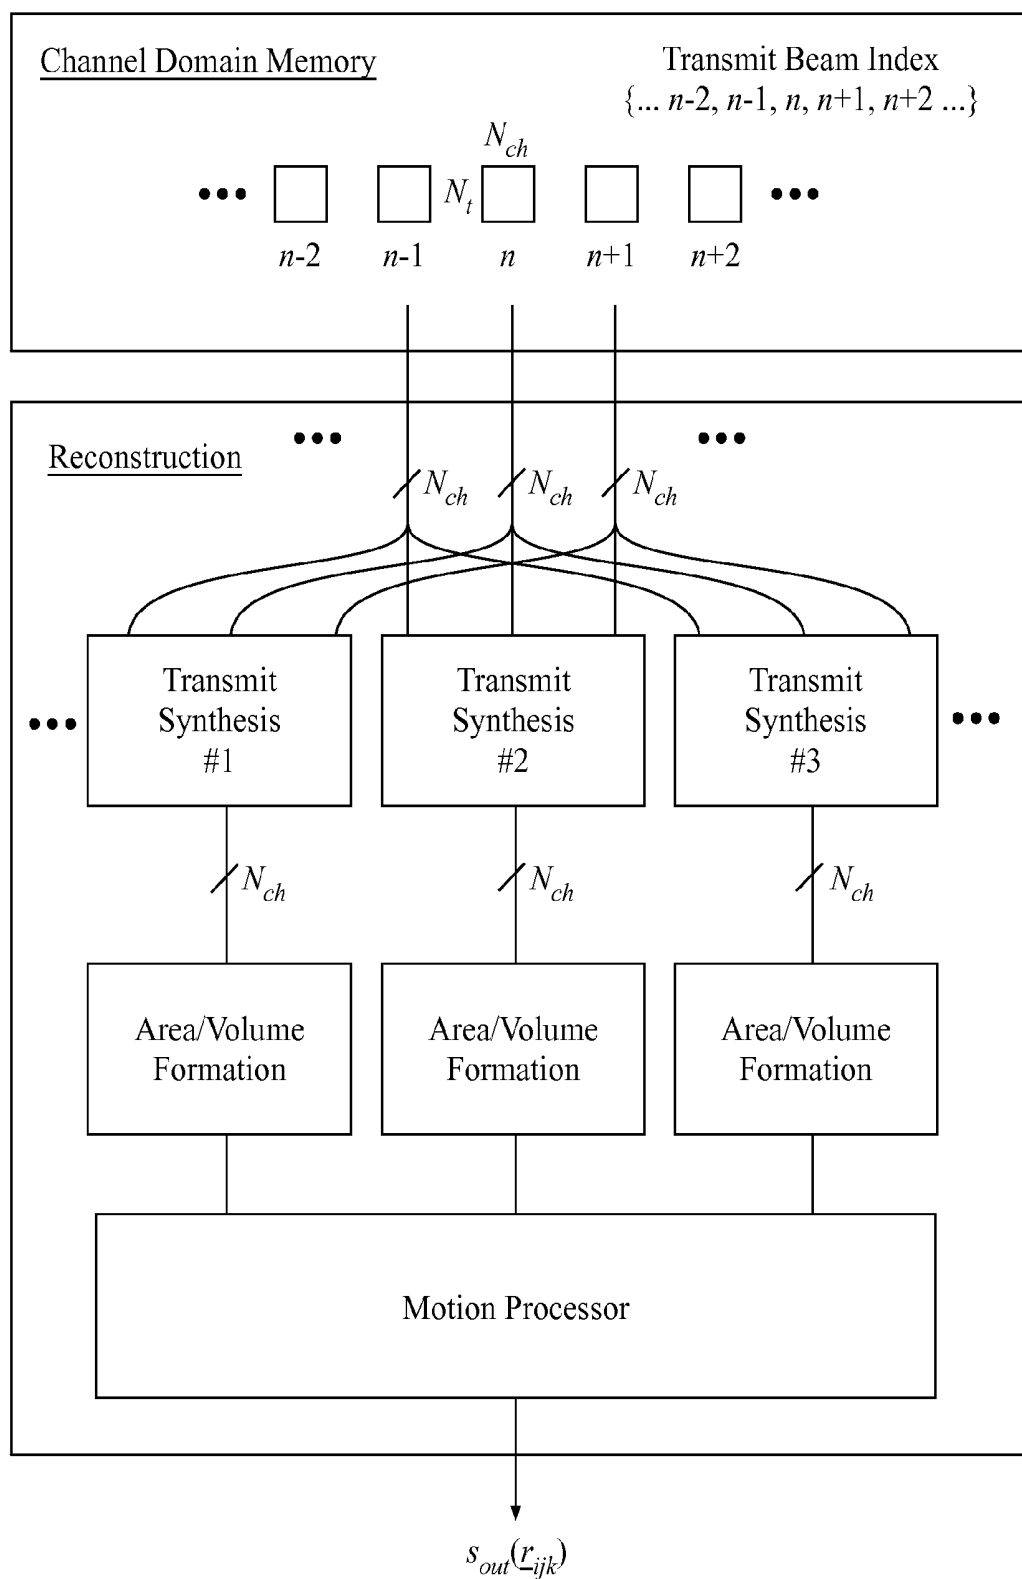 Channel Domain Memory
Transmit Beam Index
{... n-2, n-1, n, n+1, n+2 ...}
N_ch
••• N_t •••
n-2 n-1 n n+1 n+2
••• •••
Reconstruction
N_ch N_ch N_ch
Transmit Synthesis #1
Transmit Synthesis #2
Transmit Synthesis #3
••• •••
N_ch N_ch N_ch
Area/Volume Formation
Area/Volume Formation
Area/Volume Formation
Motion Processor
s_out(r_ijk)